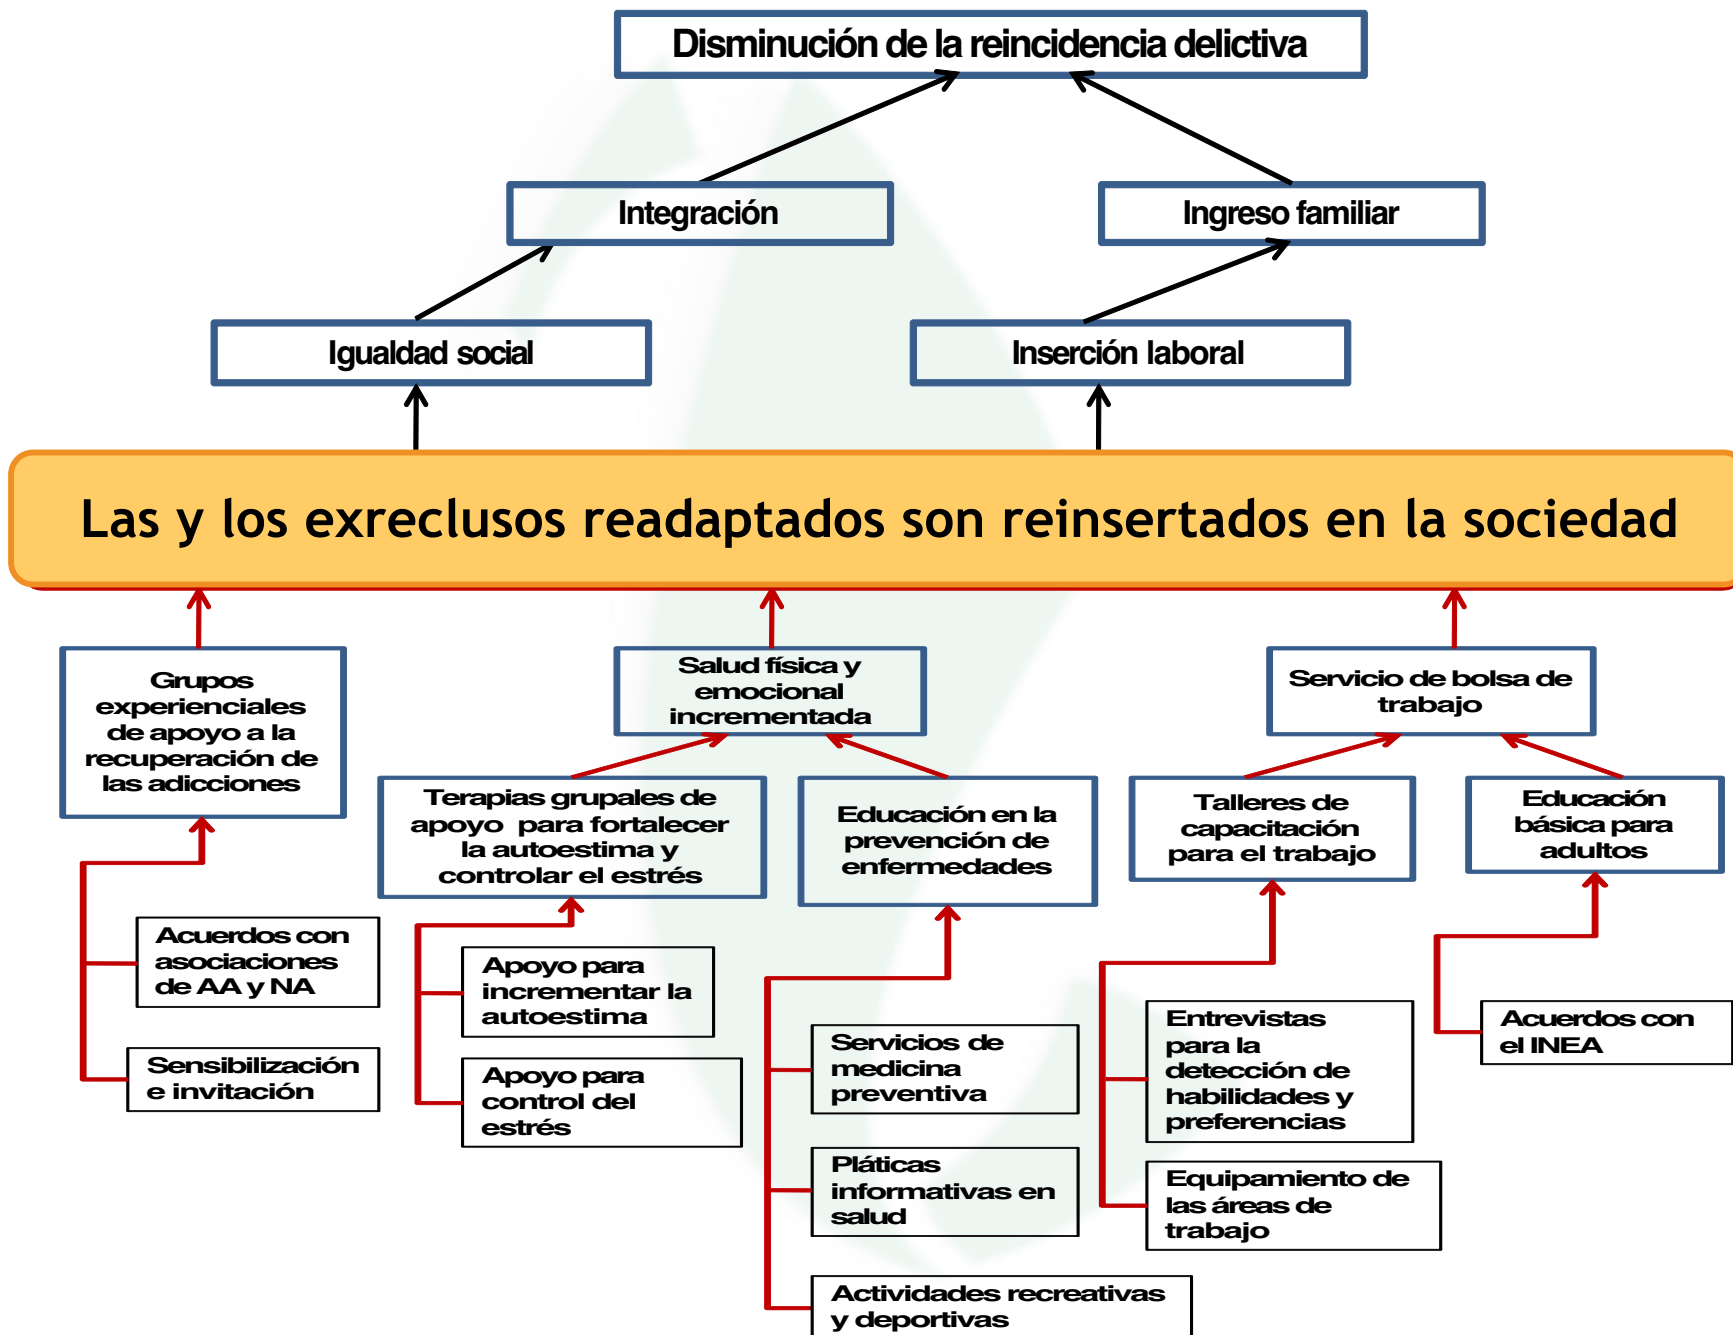 Disminución de la reincidencia delictiva
Integración
Ingreso familiar
Igualdad social
Inserción laboral
Las y los exreclusos readaptados son reinsertados en la sociedad
Grupos
experienciales
de apoyo a la
recuperación de
las adicciones
Salud física y
emocional
incrementada
Servicio de bolsa de
trabajo
Terapias grupales de
apoyo para fortalecer
la autoestima y
controlar el estrés
Educación en la
prevención de
enfermedades
Talleres de
capacitación
para el trabajo
Educación
básica para
adultos
Acuerdos con
asociaciones
de AA y NA
Sensibilización
e invitación
Apoyo para
incrementar la
autoestima
Apoyo para
control del
estrés
Servicios de
medicina
preventiva
Pláticas
informativas en
salud
Actividades recreativas
y deportivas
Entrevistas
para la
detección de
habilidades y
preferencias
Equipamiento de
las áreas de
trabajo
Acuerdos con
el INEA